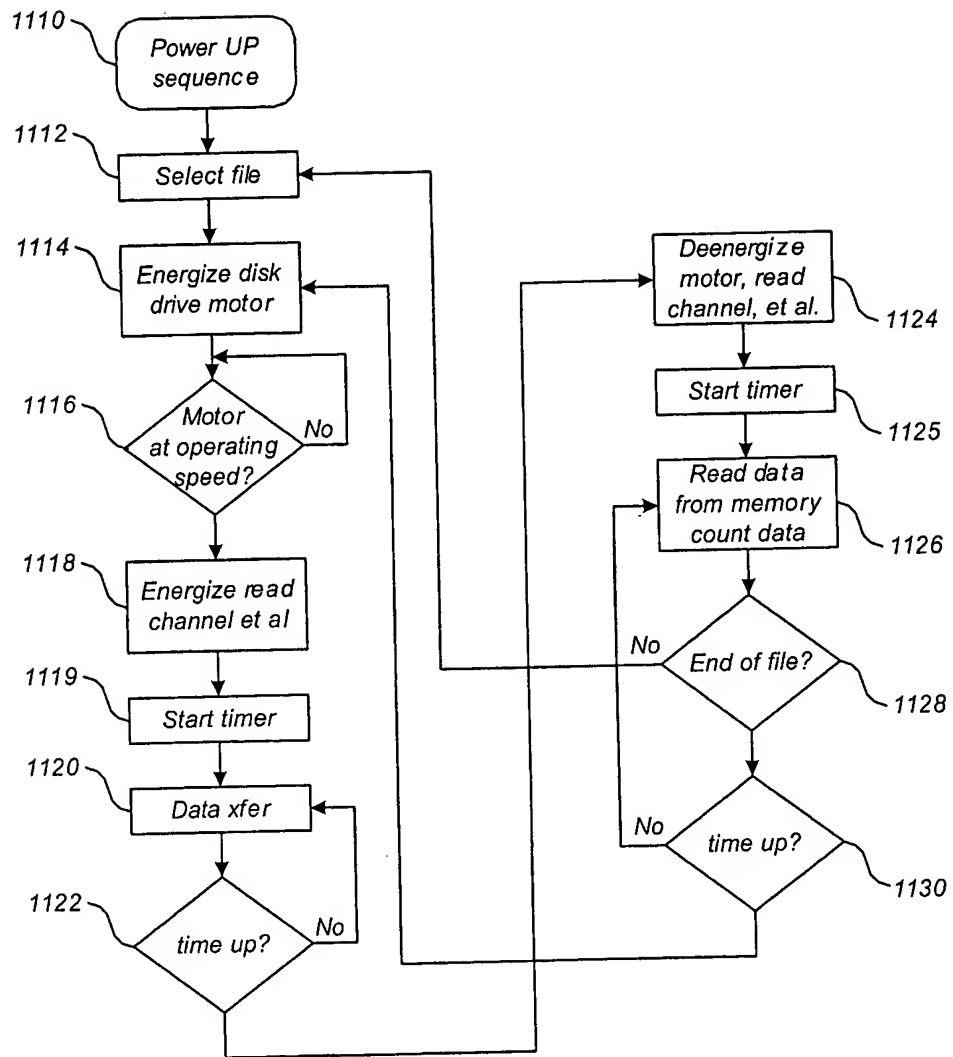 1110
Power UP
sequence
1112
Select file
1114
Energize disk
drive motor
1116
Motor
at operating
speed?
No
1118
Energize read
channel et al
1119
Start timer
1120
Data xfer
1122
time up?
No
Deenergize
motor, read
channel, et al.
1124
Start timer
1125
Read data
from memory
count data
1126
No
End of file?
1128
No
time up?
1130